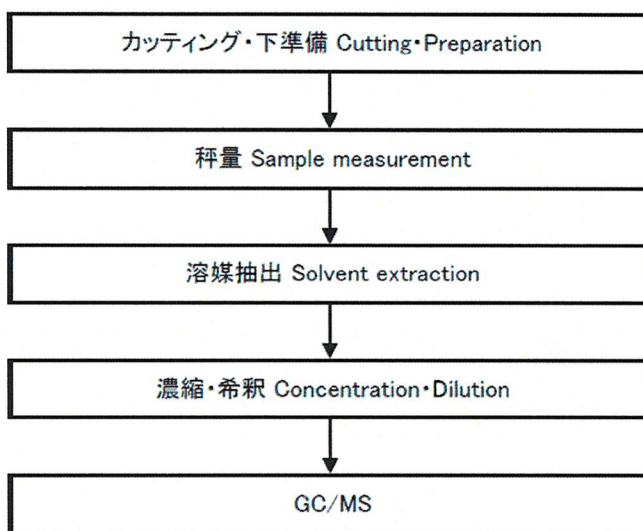 カッティング・下準備 Cutting・Preparation
秤量 Sample measurement
溶媒抽出 Solvent extraction
濃縮・希釈 Concentration・Dilution
GC/MS